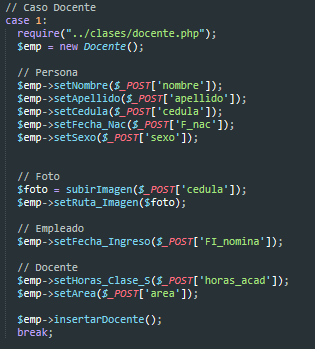 // Caso Docente
case 1:
require("../clases/docente.php");
$emp = new Docente();
// Persona
$emp->setNombre($_POST['nombre']);
$emp->setApellido($_POST['apellido']);
$emp->setCedula($_POST['cedula']);
$emp->setFecha_Nac($_POST['F_nac']);
$emp->setSexo($_POST['sexo']);
// Foto
$foto = subirImagen($_POST['cedula']);
$emp->setRuta_Imagen($foto);
// Empleado
$emp->setFecha_Ingreso($_POST['FI_nomina']);
// Docente
$emp->setHoras_Clase_S($_POST['horas_acad']);
$emp->setArea($_POST['area']);
$emp->insertarDocente();
break;